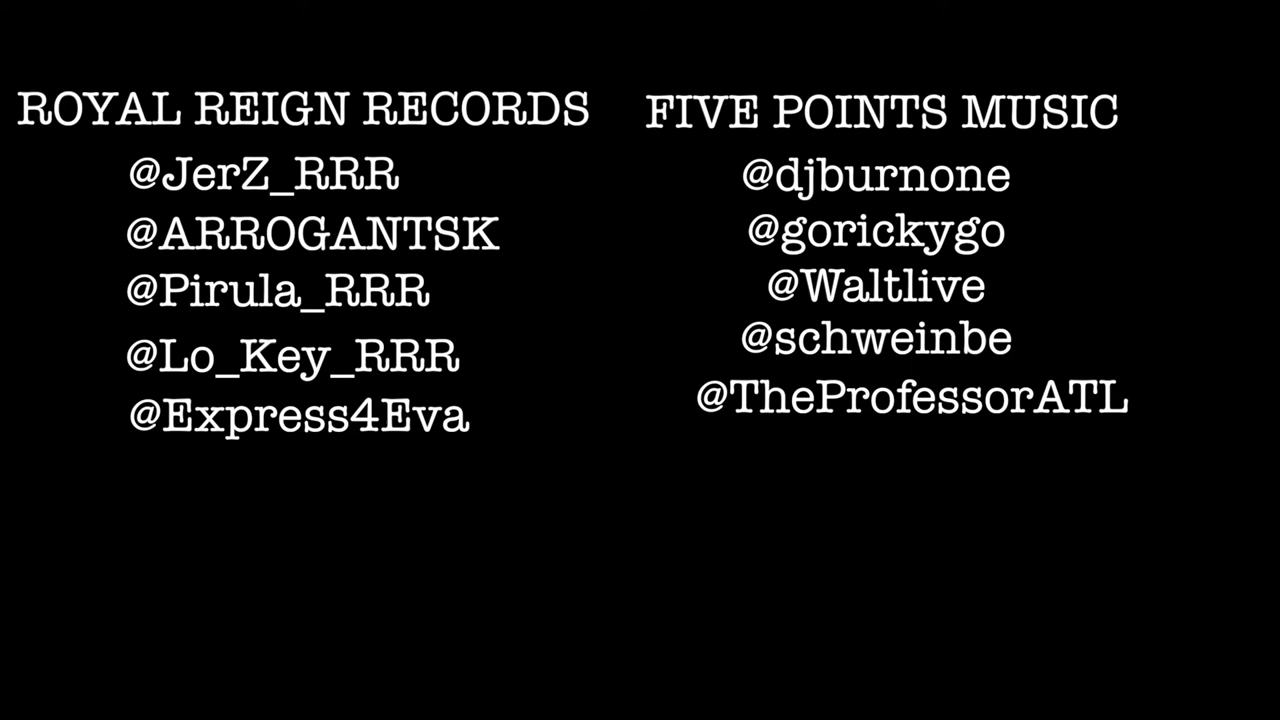 ROYAL REIGN RECORDS
@JerZ_RRR
@ARROGANTSK
@Pirula_RRR
@Lo_Key_RRR
@Express4Eva
FIVE POINTS MUSIC
@djburnone
@gorickygo
@Waltlive
@schweinbe
@TheProfessorATL